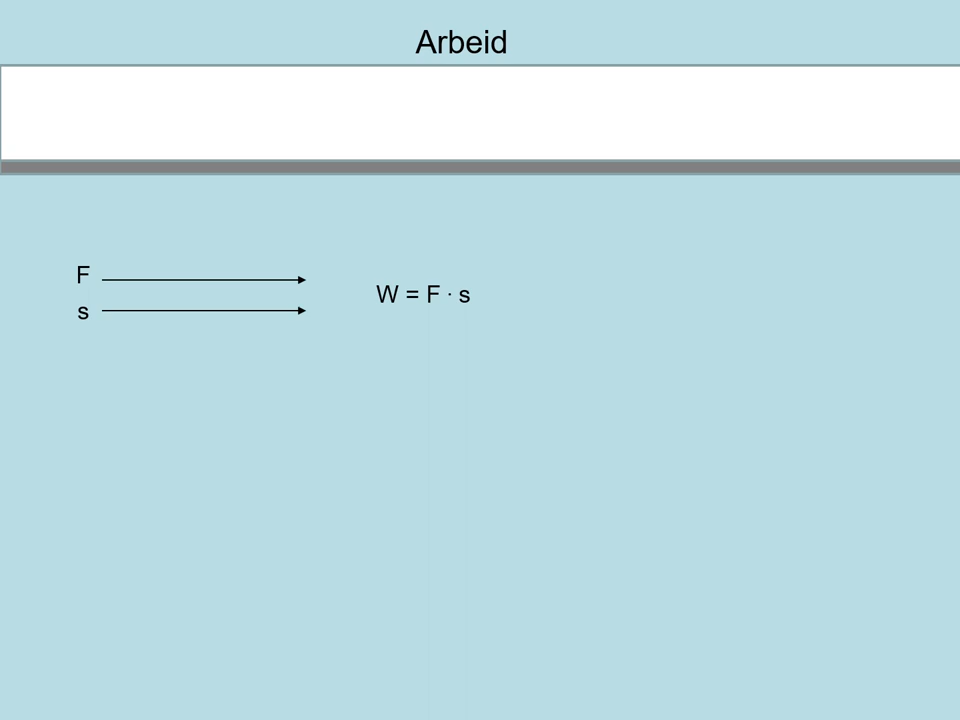 Arbeid
F
W = F · s
s